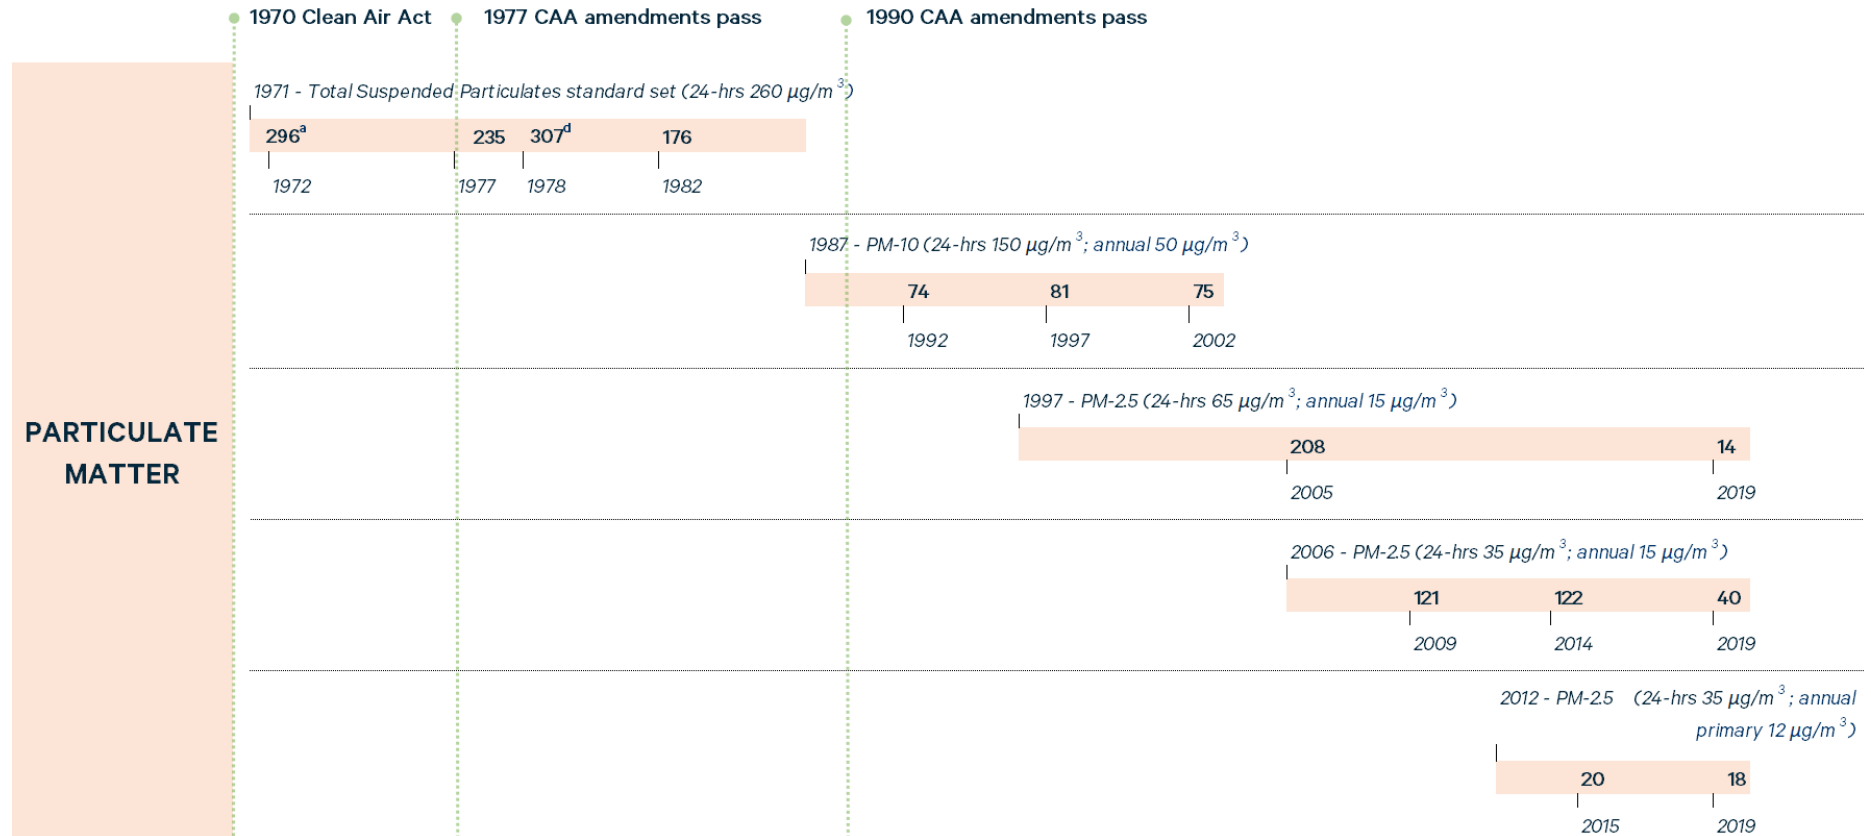 1970 Clean Air Act 1977 CAA amendments pass 1990 CAA amendments pass
1971 - Total Suspended Particulates standard set (24-hrs 260 µg/m³)
296ᵃ 235 307ᵈ 176
1972 1977 1978 1982
1987 - PM-10 (24-hrs 150 µg/m³; annual 50 µg/m³)
74 81 75
1992 1997 2002
1997 - PM-2.5 (24-hrs 65 µg/m³; annual 15 µg/m³)
PARTICULATE
MATTER
208 14
2005 2019
2006 - PM-2.5 (24-hrs 35 µg/m³; annual 15 µg/m³)
121 122 40
2009 2014 2019
2012 - PM-2.5 (24-hrs 35 µg/m³; annual
primary 12 µg/m³)
20 18
2015 2019